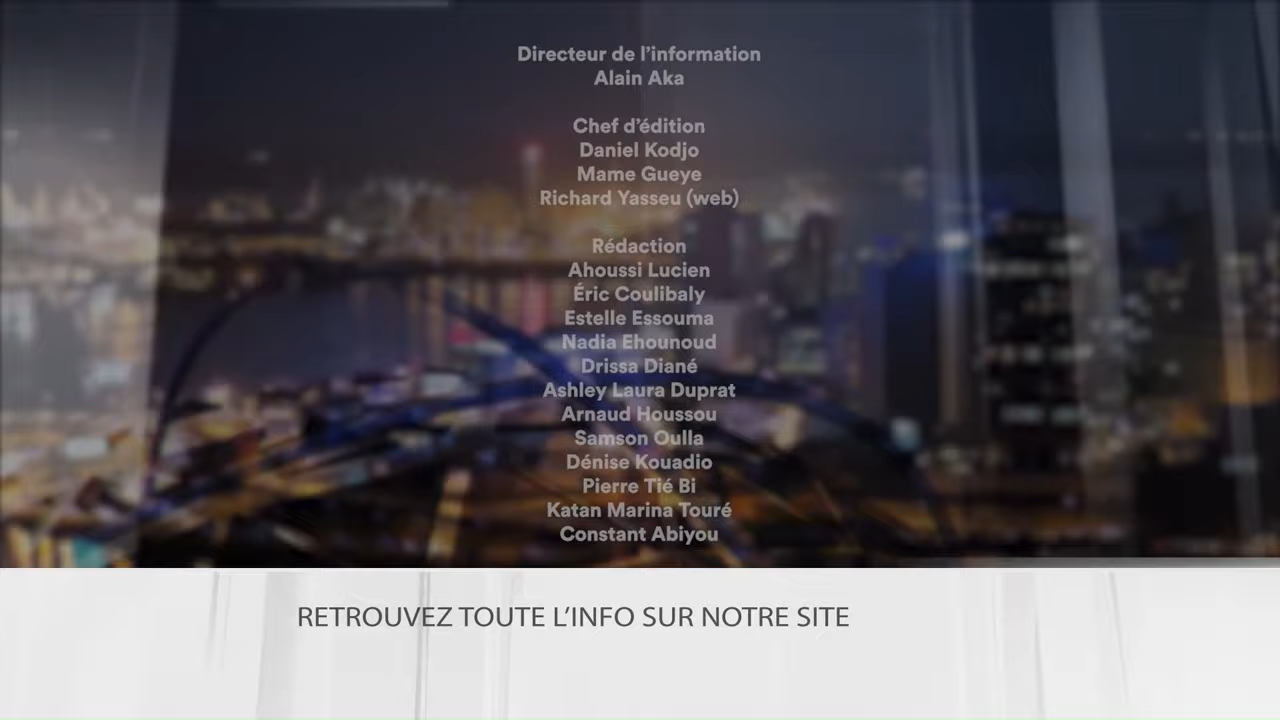 Directeur de l’information
Alain Aka
Chef d’édition
Daniel Kodjo
Mame Gueye
Richard Yasseu (web)
Rédaction
Ahoussi Lucien
Éric Coulibaly
Estelle Essouma
Nadia Ehounoud
Drissa Diané
Ashley Laura Duprat
Arnaud Houssou
Samson Oulla
Dénise Kouadio
Pierre Tié Bi
Katan Marina Touré
Constant Abiyou
RETROUVEZ TOUTE L’INFO SUR NOTRE SITE